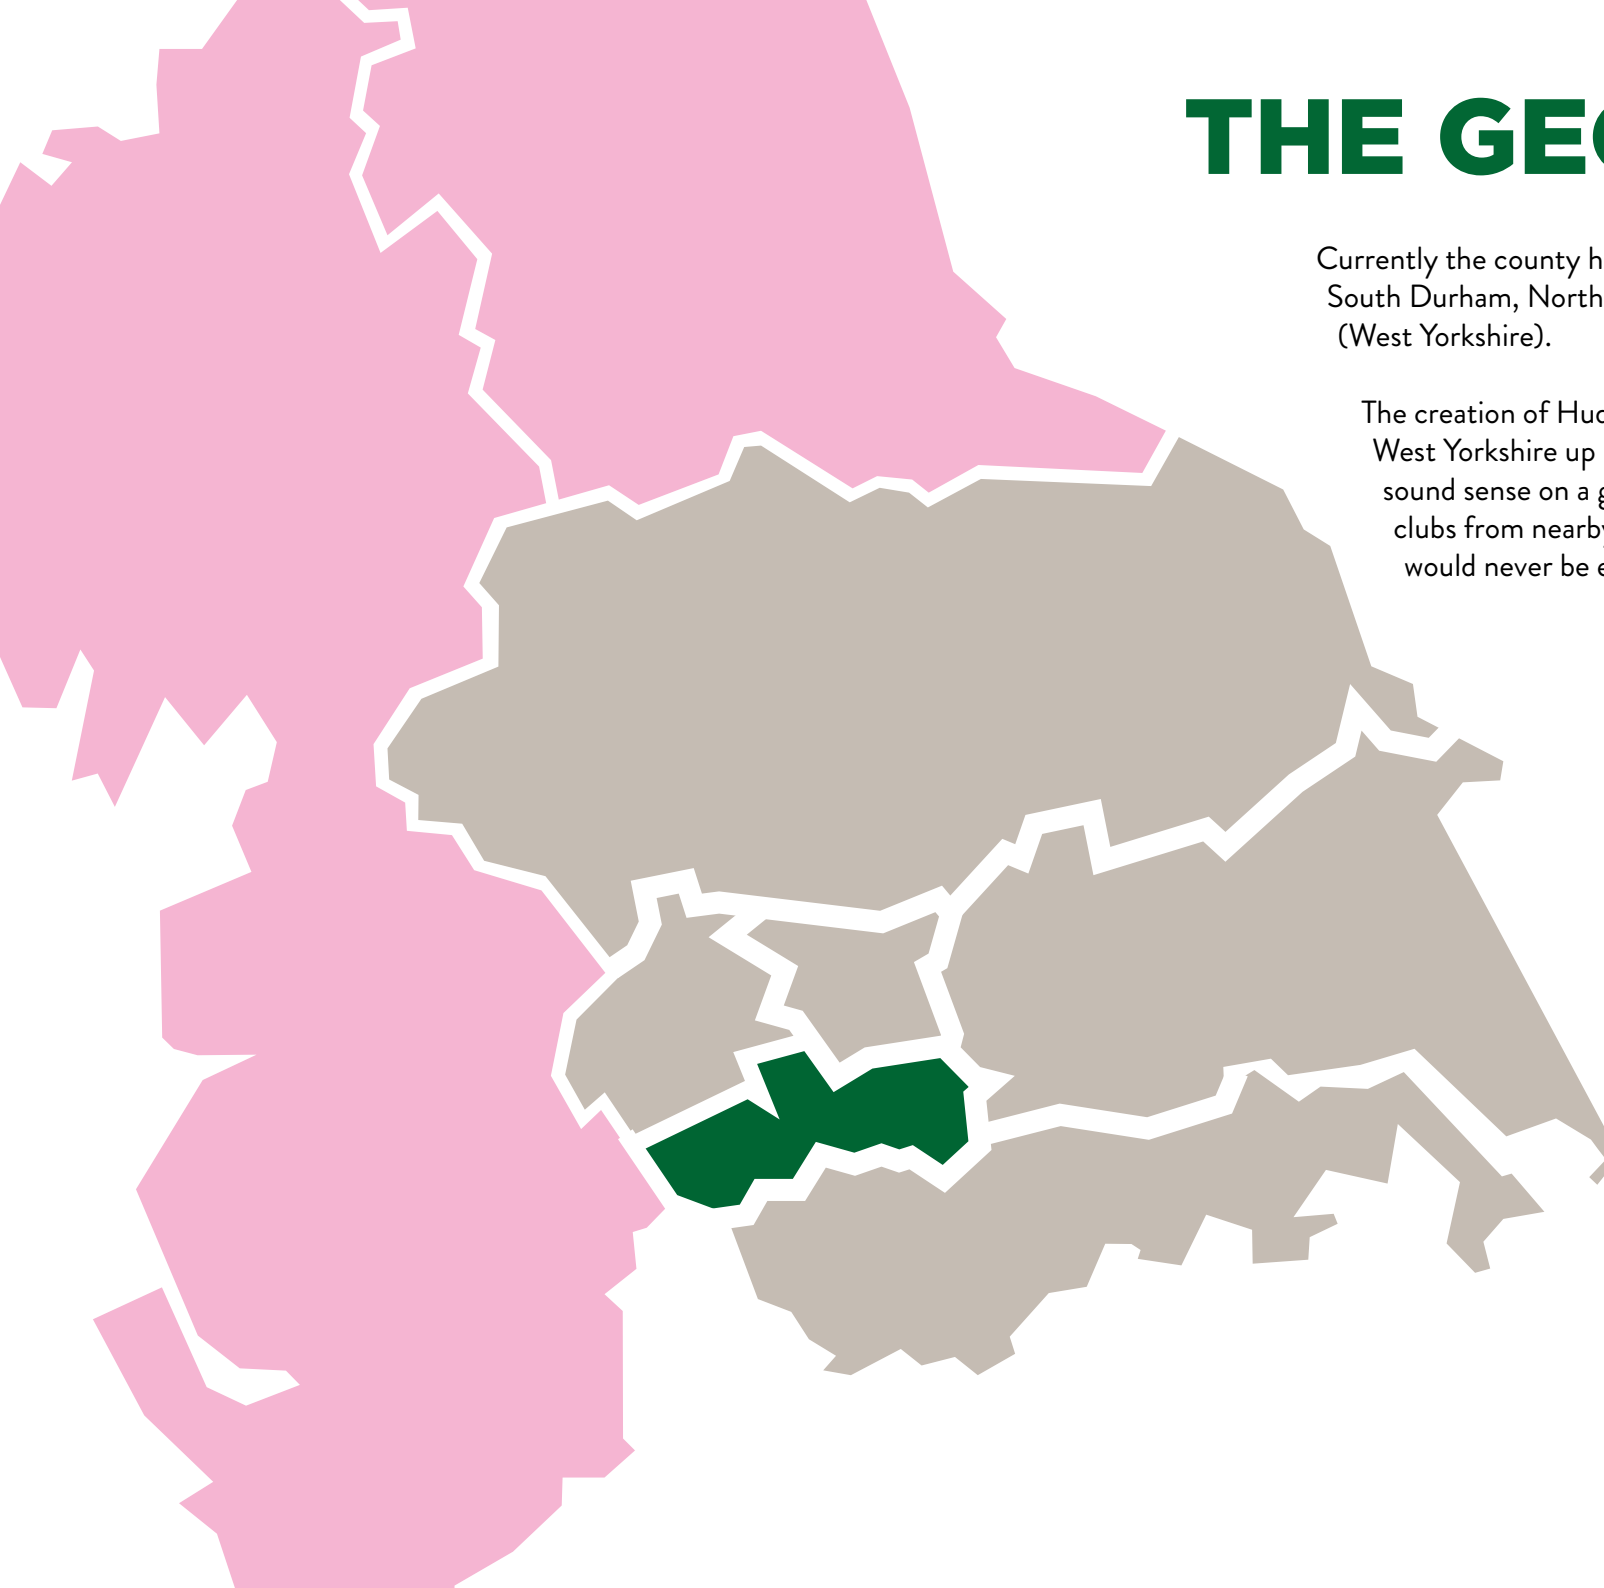 THE GE
Currently the county
South Durham, North
(West Yorkshire).
The creation of
West Yorkshire up
sound sense on a
clubs from nearby
would never be